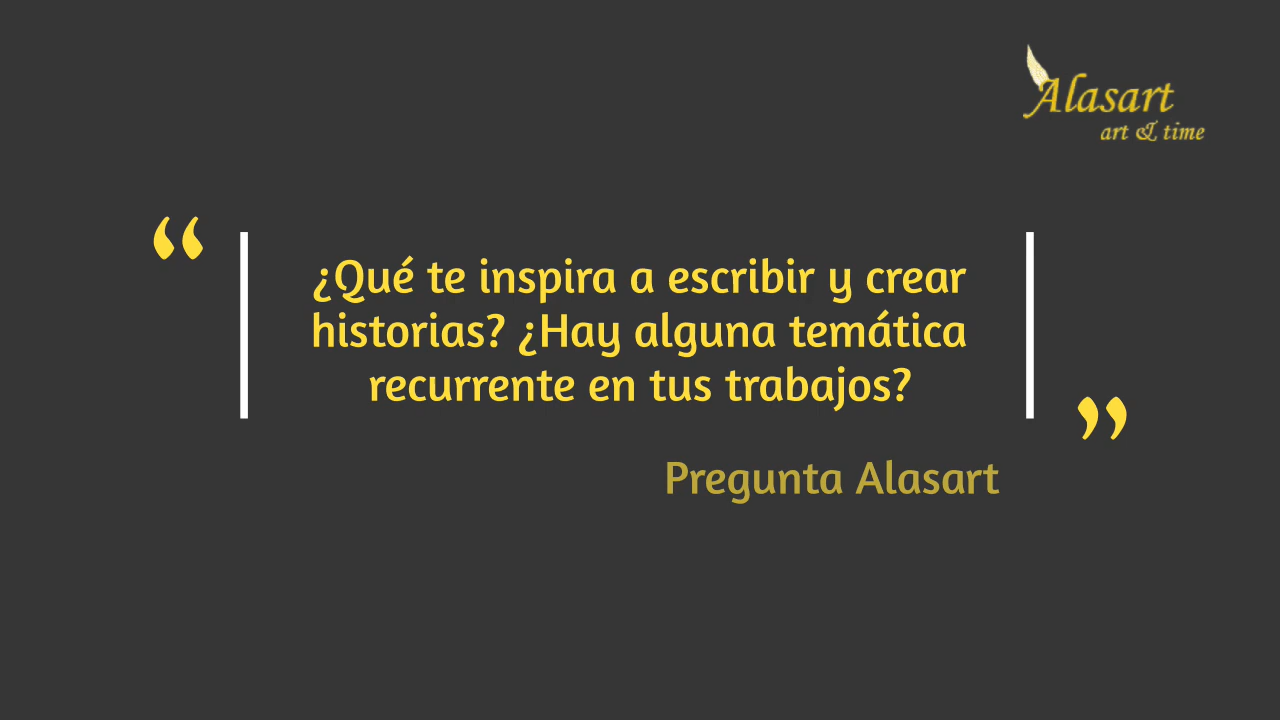 Alasart
art & time
“
¿Qué te inspira a escribir y crear
historias? ¿Hay alguna temática
recurrente en tus trabajos?
”
Pregunta Alasart